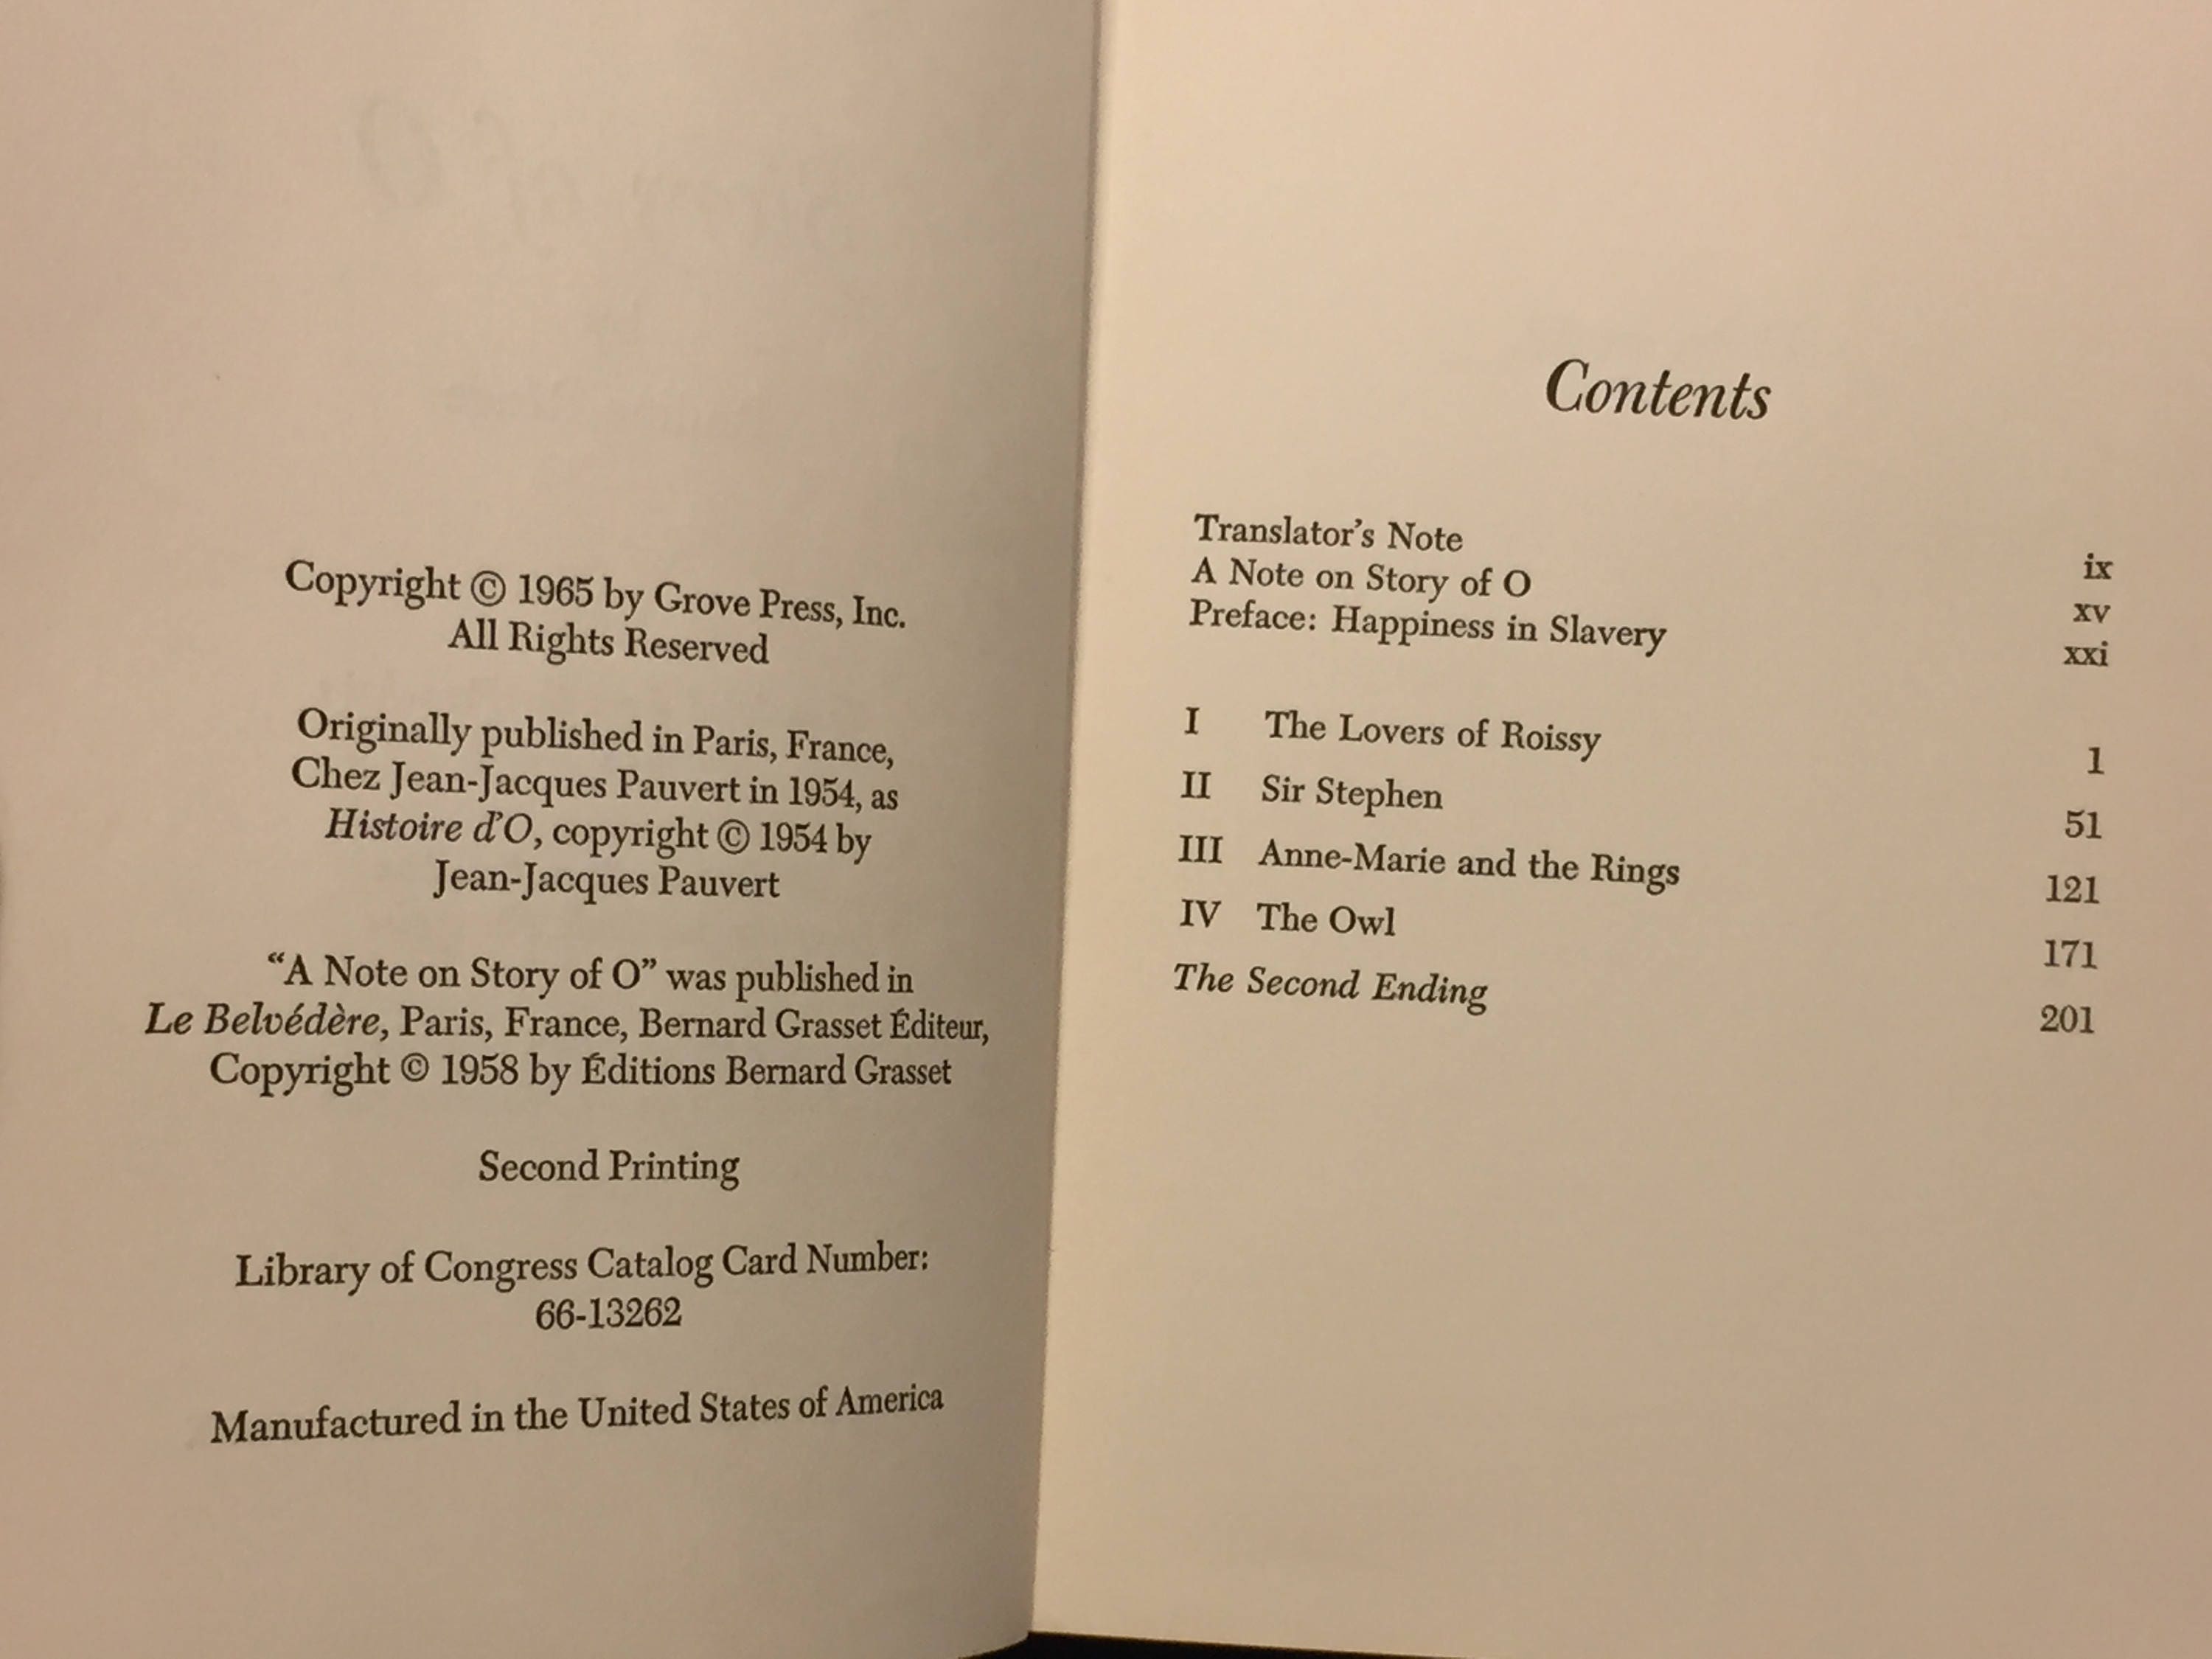 Copyright © 1965 by Grove Press, Inc.
All Rights Reserved
Originally published in Paris, France,
Chez Jean-Jacques Pauvert in 1954, as
Histoire d'O, copyright © 1954 by
Jean-Jacques Pauvert
“A Note on Story of O” was published in
Le Belvédère, Paris, France, Bernard Grasset Éditeur,
Copyright © 1958 by Éditions Bernard Grasset
Second Printing
Library of Congress Catalog Card Number:
66-13262
Manufactured in the United States of America
Contents
Translator's Note ix
A Note on Story of O xv
Preface: Happiness in Slavery xxi
I The Lovers of Roissy 1
II Sir Stephen 51
III Anne-Marie and the Rings 121
IV The Owl 171
The Second Ending 201